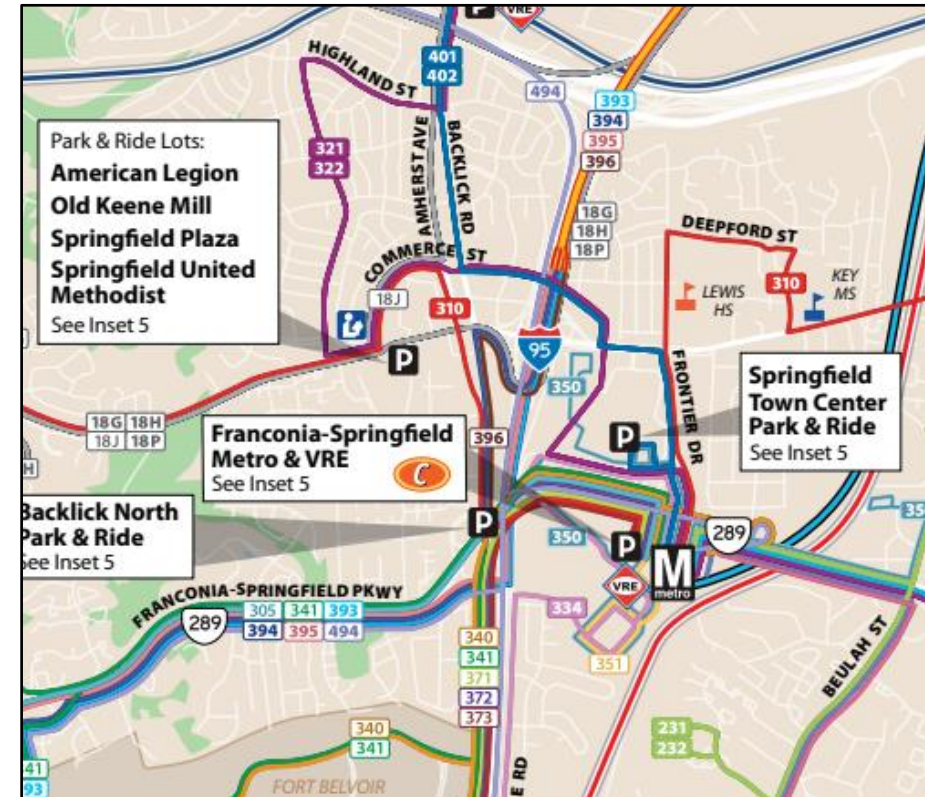 P
VRE
HIGHLAND ST
401
402
494
393
394
395
396
AMHERST AVE
BACKLICK RD
321
322
Park & Ride Lots:
American Legion
Old Keene Mill
Springfield Plaza
Springfield United
Methodist
See Inset 5
18G
18H
18P
DEEPFORD ST
COMMERCE ST
18J
310
LEWIS
HS
310
KEY
MS
P
95
350
FRONTIER DR
Springfield
Town Center
Park & Ride
See Inset 5
18G 18H
18J 18P
H
Franconia-Springfield
Metro & VRE
See Inset 5
C
396
P
Backlick North
Park & Ride
See Inset 5
P
350
P
M
metro
289
35
VRE
FRANCONIA-SPRINGFIELD PKWY
289
305 341 393
394 395 494
334
351
340
341
371
372
373
BEULAH ST
231
232
340
341
41
93
FORT BELVOIR
E RD